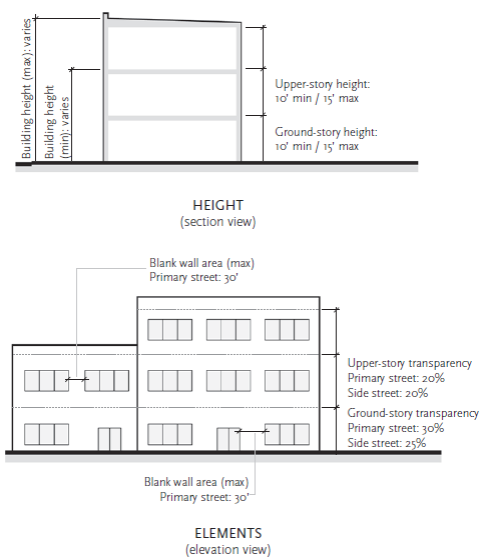 Building height (max): varies
Building height
(min): varies
Upper-story height:
10' min / 15' max
Ground-story height:
10' min / 15' max
HEIGHT
(section view)
Blank wall area (max)
Primary street: 30'
Upper-story transparency
Primary street: 20%
Side street: 20%
Ground-story transparency
Primary street: 30%
Side street: 25%
Blank wall area (max)
Primary street: 30'
ELEMENTS
(elevation view)